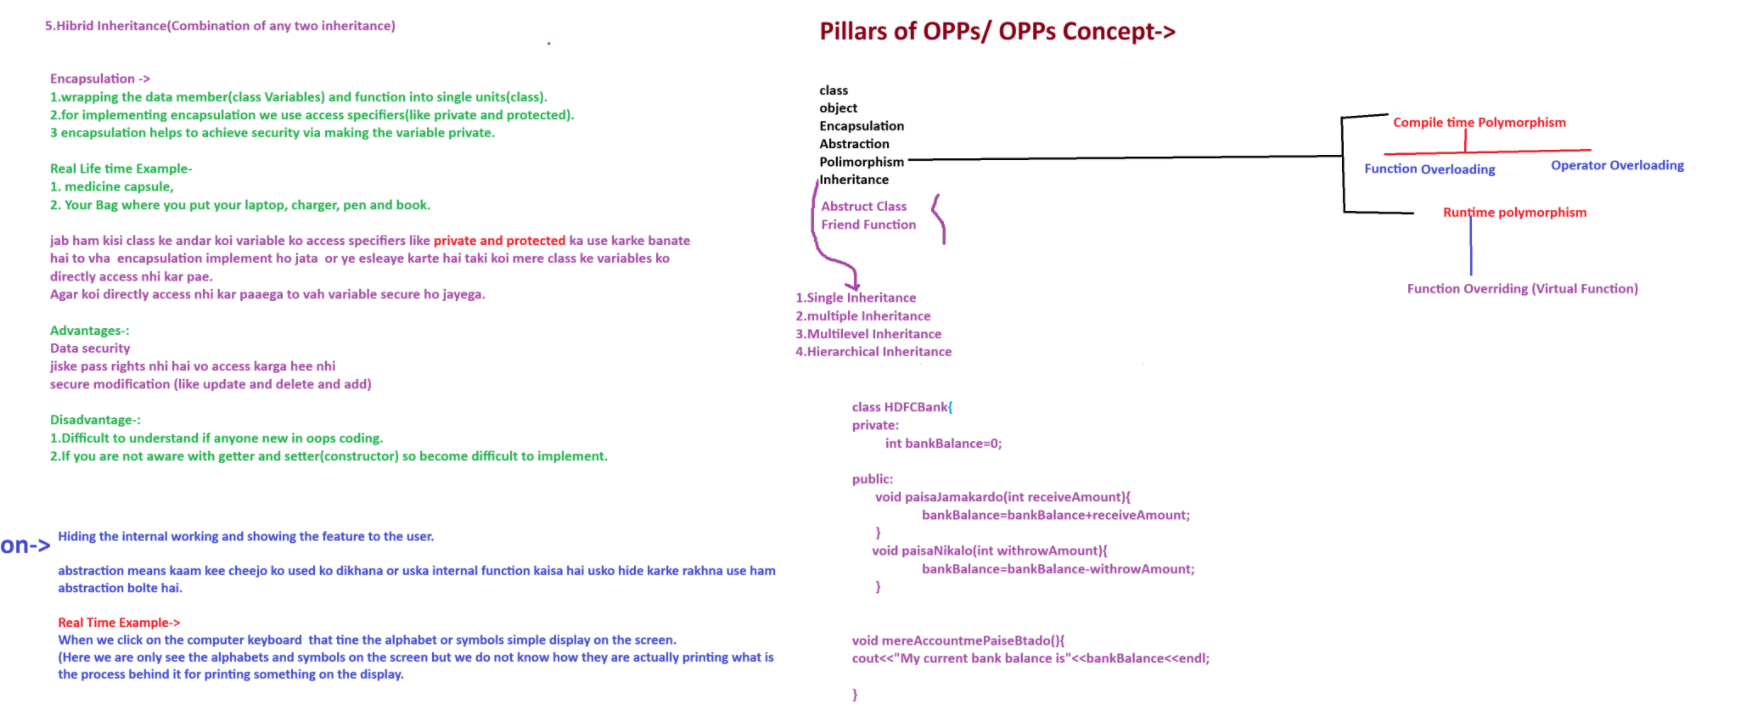 5.Hibrid Inheritance(Combination of any two inheritance)
Encapsulation ->
1.wrapping the data member(class Variables) and function into single units(class).
2.for implementing encapsulation we use access specifiers(like private and protected).
3 encapsulation helps to achieve security via making the variable private.
Real Life time Example-
1. medicine capsule,
2. Your Bag where you put your laptop, charger, pen and book.
jab ham kisi class ke andar koi variable ko access specifiers like private and protected ka use karke banate
hai to vha  encapsulation implement ho jata  or ye esleaye karte hai taki koi mere class ke variables ko
directly access nhi kar pae.
Agar koi directly access nhi kar paaega to vah variable secure ho jayega.
Advantages-:
Data security
jiske pass rights nhi hai vo access karga hee nhi
secure modification (like update and delete and add)
Disadvantage-:
1.Difficult to understand if anyone new in oops coding.
2.If you are not aware with getter and setter(constructor) so become difficult to implement.
on->
Hiding the internal working and showing the feature to the user.
abstraction means kaam kee cheejo ko used ko dikhana or uska internal function kaisa hai usko hide karke rakhna use ham
abstraction bolte hai.
Real Time Example->
When we click on the computer keyboard  that tine the alphabet or symbols simple display on the screen.
(Here we are only see the alphabets and symbols on the screen but we do not know how they are actually printing what is
the process behind it for printing something on the display.
Pillars of OPPs/ OPPs Concept->
class
object
Encapsulation
Abstraction
Polimorphism
Inheritance
Abstruct Class
Friend Function
1.Single Inheritance
2.multiple Inheritance
3.Multilevel Inheritance
4.Hierarchical Inheritance
Compile time Polymorphism
Function Overloading
Operator Overloading
Runtime polymorphism
Function Overriding (Virtual Function)
class HDFCBank{
private:
int bankBalance=0;
public:
void paisaJamakardo(int receiveAmount){
bankBalance=bankBalance+receiveAmount;
}
void paisaNikalo(int withrowAmount){
bankBalance=bankBalance-withrowAmount;
}
void mereAccountmePaiseBtado(){
cout<<"My current bank balance is"<<bankBalance<<endl;
}